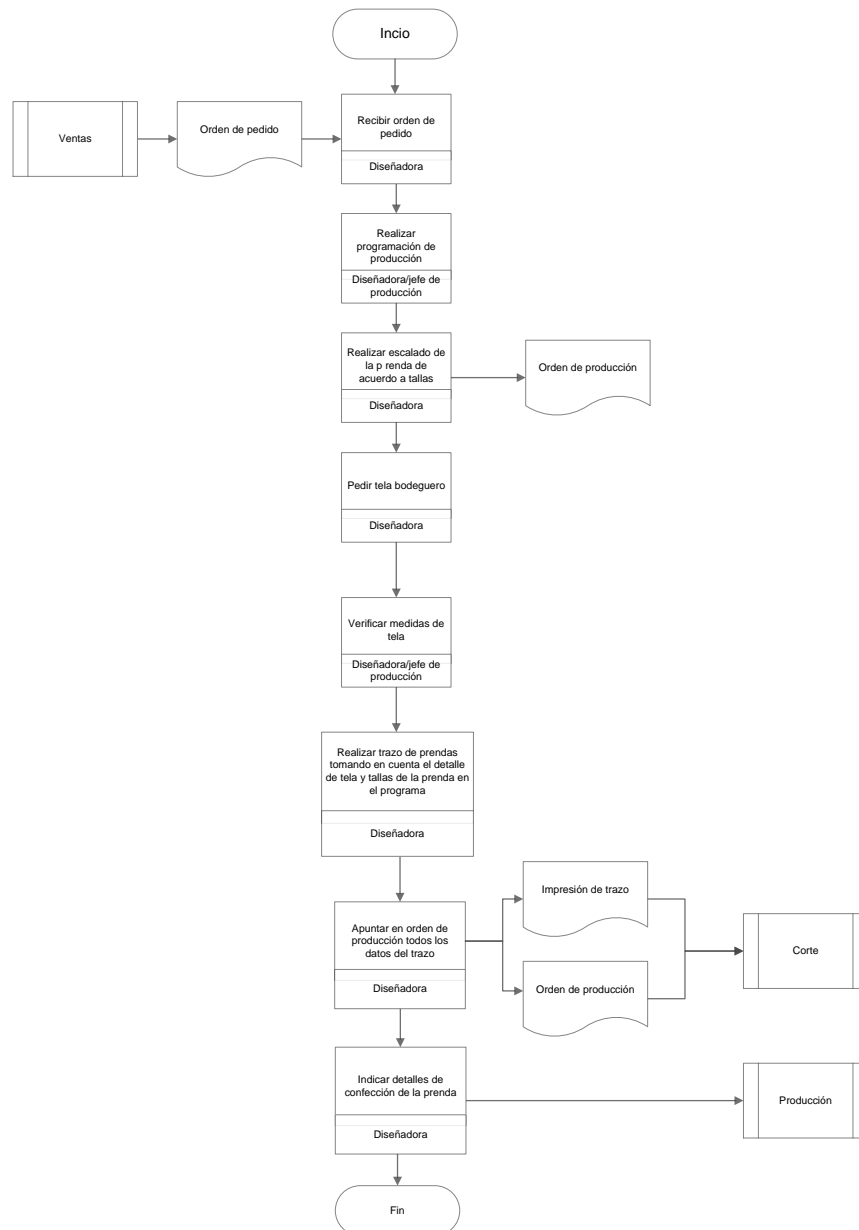 Incio
Ventas
Orden de pedido
Recibir orden de
pedido
Diseñadora
Realizar
programación de
producción
Diseñadora/jefe de
producción
Realizar escalado de
la p renda de
acuerdo a tallas
Diseñadora
Orden de producción
Pedir tela bodeguero
Diseñadora
Verificar medidas de
tela
Diseñadora/jefe de
producción
Realizar trazo de prendas
tomando en cuenta el detalle
de tela y tallas de la prenda en
el programa
Diseñadora
Apuntar en orden de
producción todos los
datos del trazo
Diseñadora
Impresión de trazo
Orden de producción
Corte
Indicar detalles de
confección de la prenda
Diseñadora
Producción
Fin